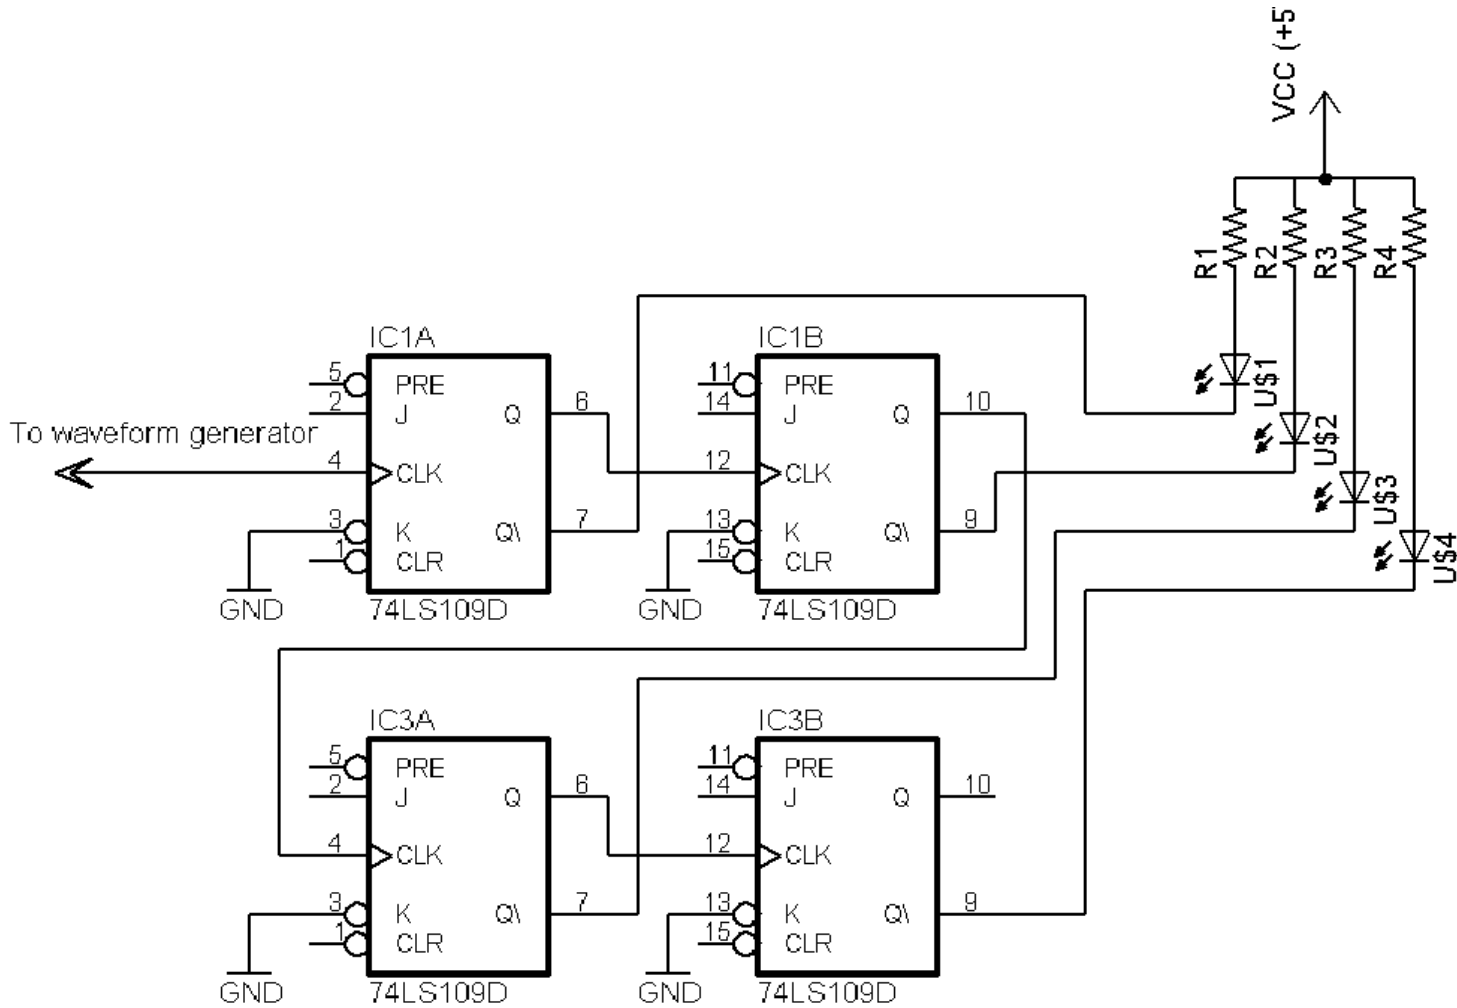 VCC (+5
R1
R2
R3
R4
U$1
U$2
U$3
U$4
To waveform generator
IC1A
5
2
4
3
1
PRE
J
CLK
K
CLR
Q
Q\
6
7
GND
74LS109D
IC1B
11
14
12
13
15
PRE
J
CLK
K
CLR
Q
Q\
10
9
GND
74LS109D
IC3A
5
2
4
3
1
PRE
J
CLK
K
CLR
Q
Q\
6
7
GND
74LS109D
IC3B
11
14
12
13
15
PRE
J
CLK
K
CLR
Q
Q\
10
9
GND
74LS109D